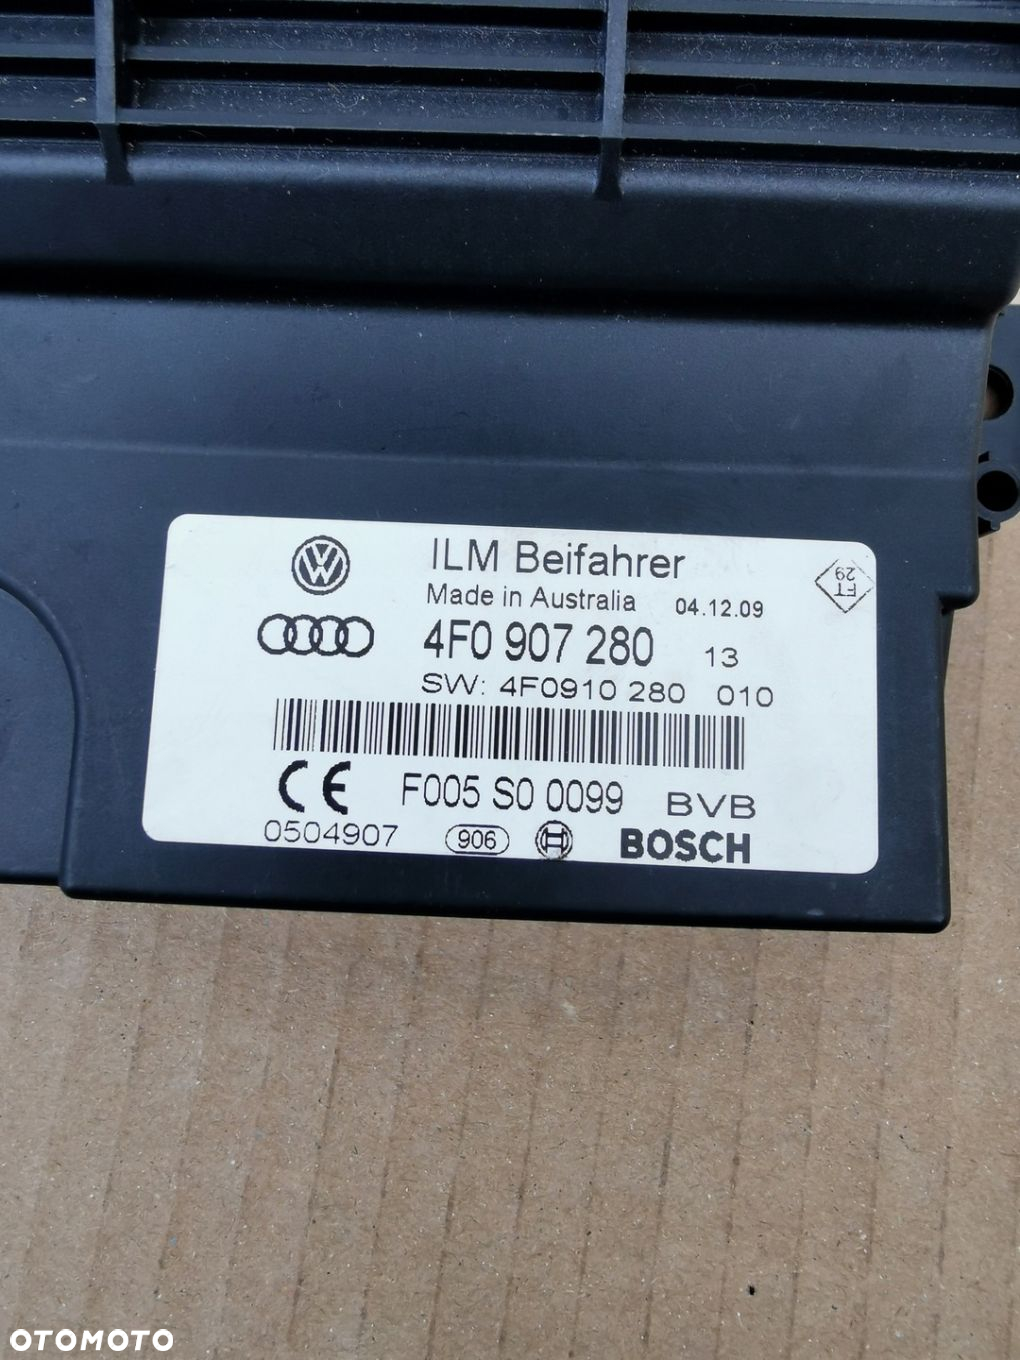 ILM Beifahrer
Made in Australia 04.12.09
FT 29
4F0 907 280 13
SW: 4F0910 280 010
CE F005 S0 0099 BVB
0504907 906 BOSCH
OTOMOTO